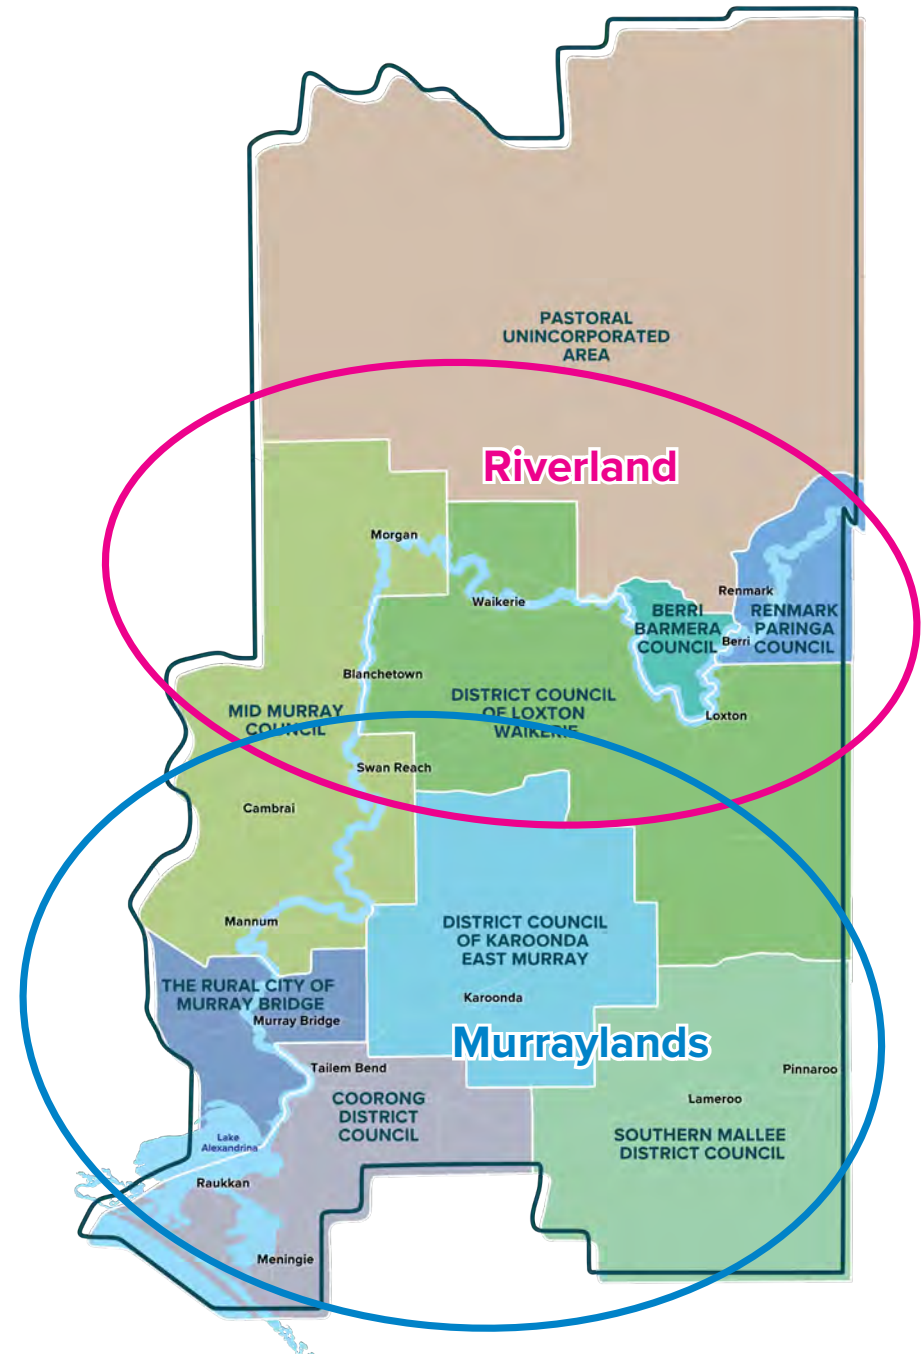 PASTORAL
UNINCORPORATED
AREA
Riverland
Morgan
Waikerie
Renmark
BERRI
BARMERA
COUNCIL
Berri
RENMARK
PARINGA
COUNCIL
Blanchetown
Loxton
MID MURRAY
COUNCIL
DISTRICT COUNCIL
OF LOXTON
WAIKERIE
Swan Reach
Cambrai
Mannum
DISTRICT COUNCIL
OF KAROONDA
EAST MURRAY
Karoonda
THE RURAL CITY OF
MURRAY BRIDGE
Murray Bridge
Murraylands
Tailem Bend
Pinnaroo
Lameroo
COORONG
DISTRICT
COUNCIL
SOUTHERN MALLEE
DISTRICT COUNCIL
Lake
Alexandrina
Raukkan
Meningie